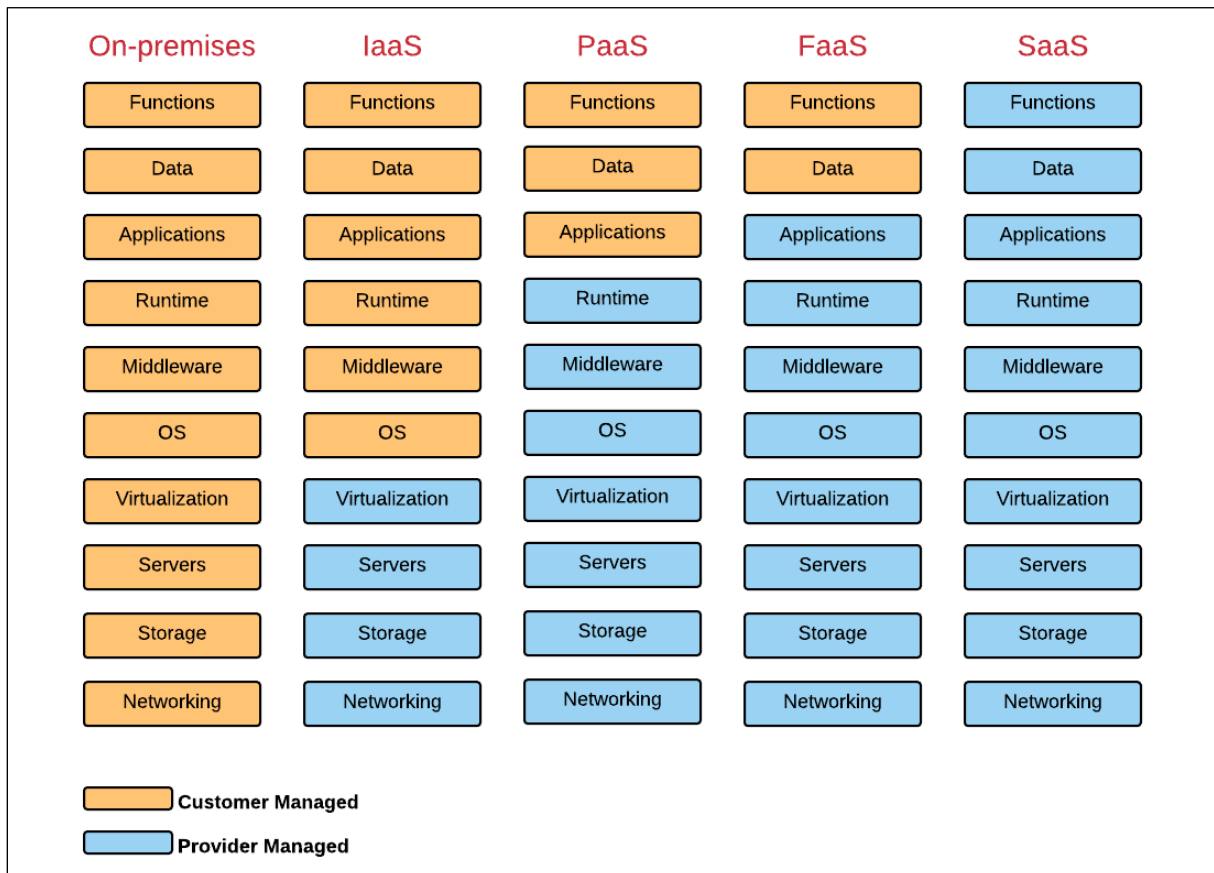 On-premises IaaS PaaS FaaS SaaS
Functions Functions Functions Functions Functions
Data Data Data Data Data
Applications Applications Applications Applications Applications
Runtime Runtime Runtime Runtime Runtime
Middleware Middleware Middleware Middleware Middleware
OS OS OS OS OS
Virtualization Virtualization Virtualization Virtualization Virtualization
Servers Servers Servers Servers Servers
Storage Storage Storage Storage Storage
Networking Networking Networking Networking Networking
Customer Managed
Provider Managed